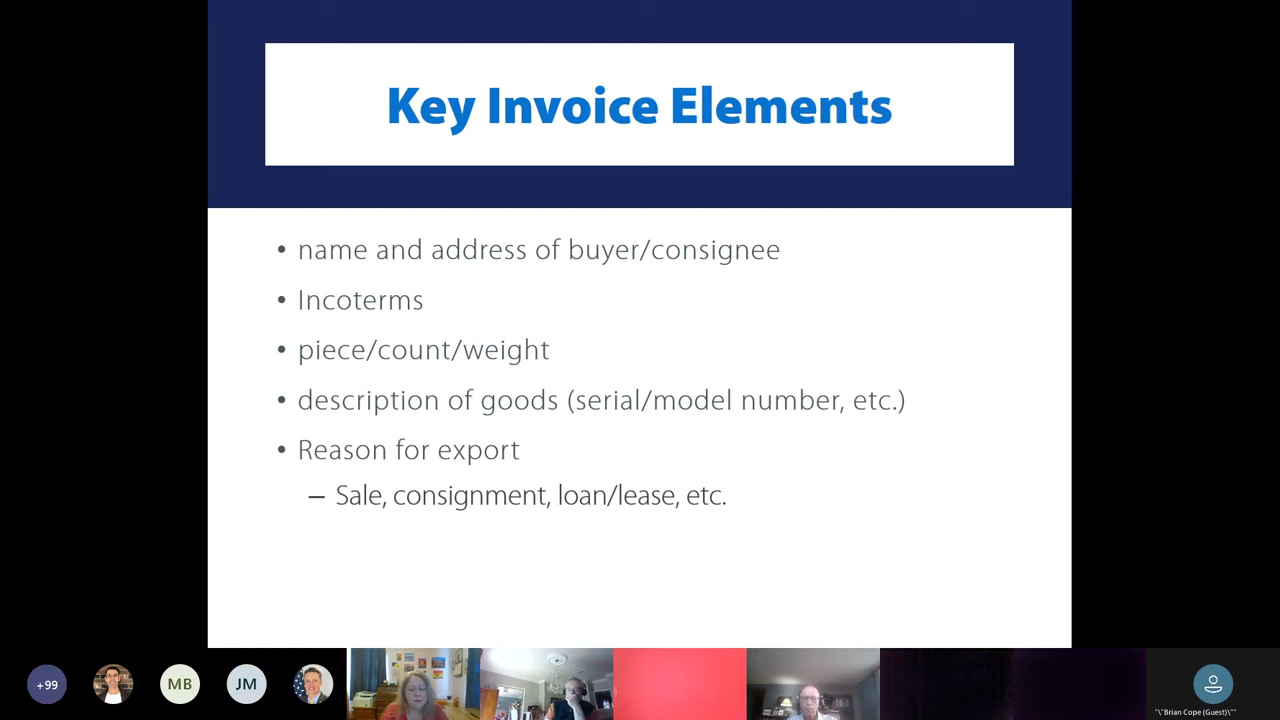 Key Invoice Elements
• name and address of buyer/consignee
• Incoterms
• piece/count/weight
• description of goods (serial/model number, etc.)
• Reason for export
– Sale, consignment, loan/lease, etc.
+99
MB
JM
"\"Brian Cope (Guest)\""